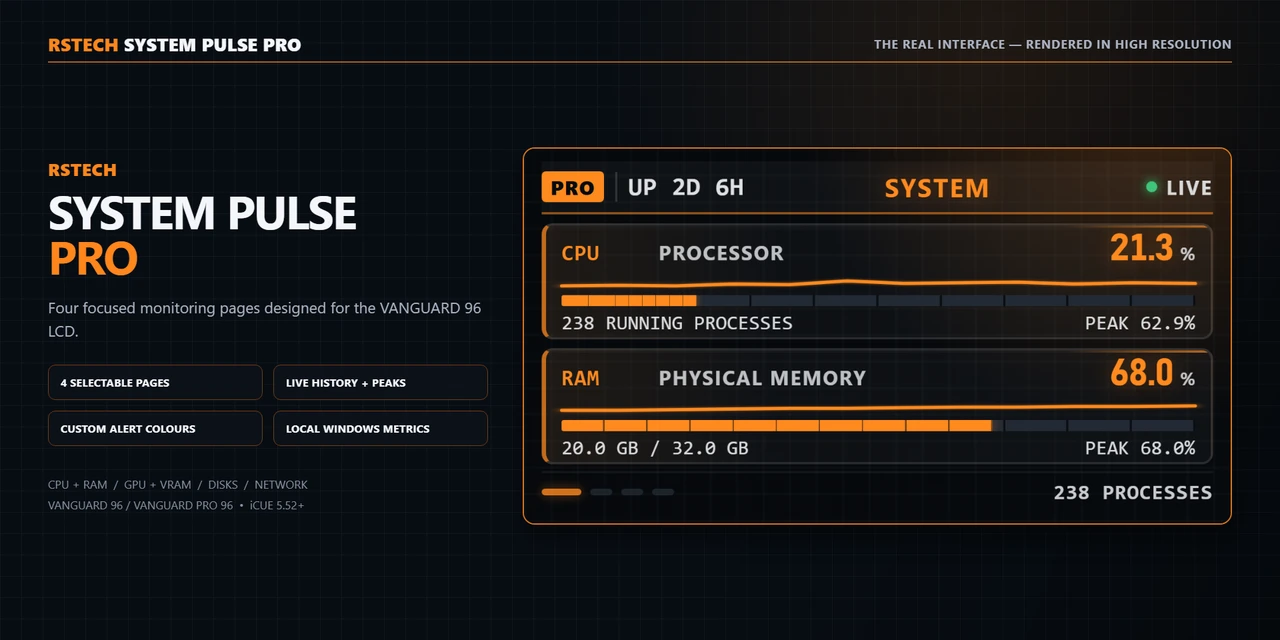 RSTECH SYSTEM PULSE PRO
THE REAL INTERFACE — RENDERED IN HIGH RESOLUTION
RSTECH
SYSTEM PULSE
PRO
Four focused monitoring pages designed for the VANGUARD 96
LCD.
4 SELECTABLE PAGES
LIVE HISTORY + PEAKS
CUSTOM ALERT COLOURS
LOCAL WINDOWS METRICS
CPU + RAM / GPU + VRAM / DISKS / NETWORK
VANGUARD 96 / VANGUARD PRO 96 • iCUE 5.52+
PRO UP 2D 6H SYSTEM LIVE
CPU PROCESSOR 21.3 %
238 RUNNING PROCESSES PEAK 62.9%
RAM PHYSICAL MEMORY 68.0 %
20.0 GB / 32.0 GB PEAK 68.0%
238 PROCESSES